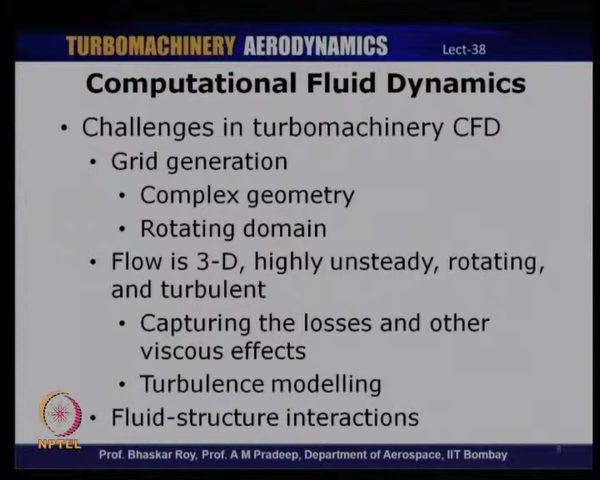 TURBOMACHINERY AERODYNAMICS Lect-38
Computational Fluid Dynamics
• Challenges in turbomachinery CFD
• Grid generation
• Complex geometry
• Rotating domain
• Flow is 3-D, highly unsteady, rotating,
and turbulent
• Capturing the losses and other
viscous effects
• Turbulence modelling
• Fluid-structure interactions
NPTEL
Prof. Bhaskar Roy, Prof. A M Pradeep, Department of Aerospace, IIT Bombay